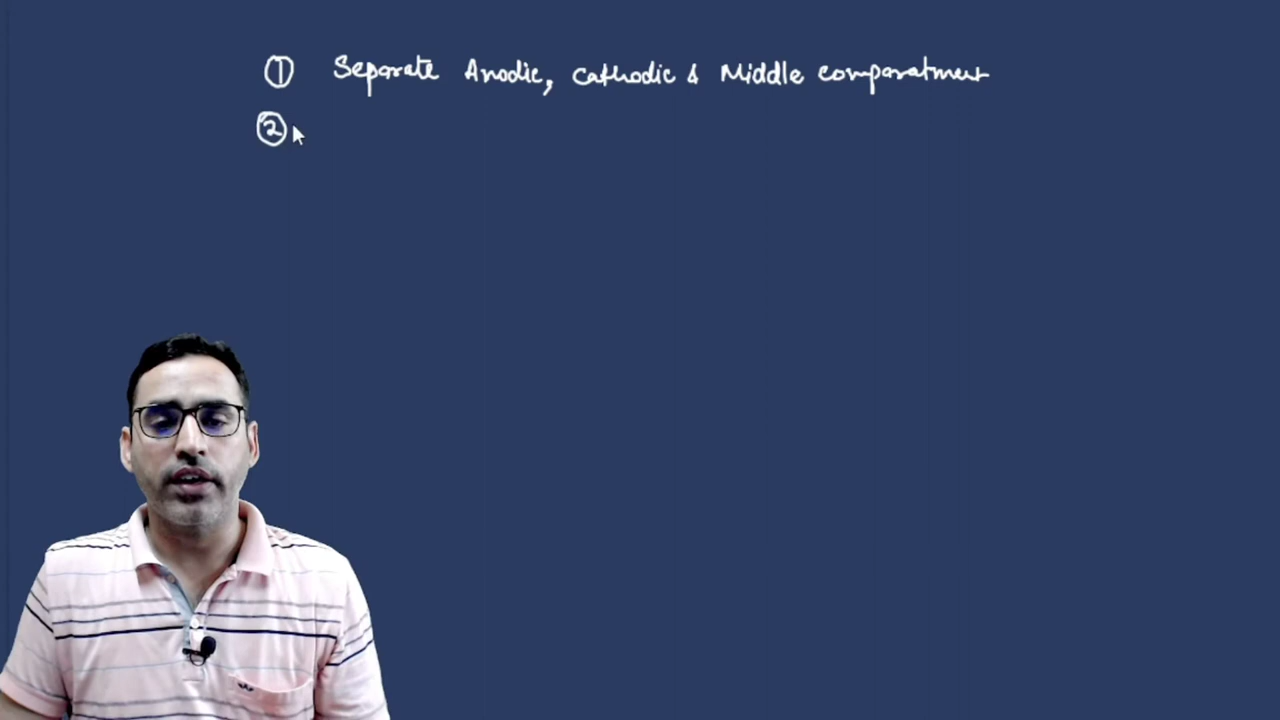 ① Separate Anodic, Cathodic & Middle comparatment
②